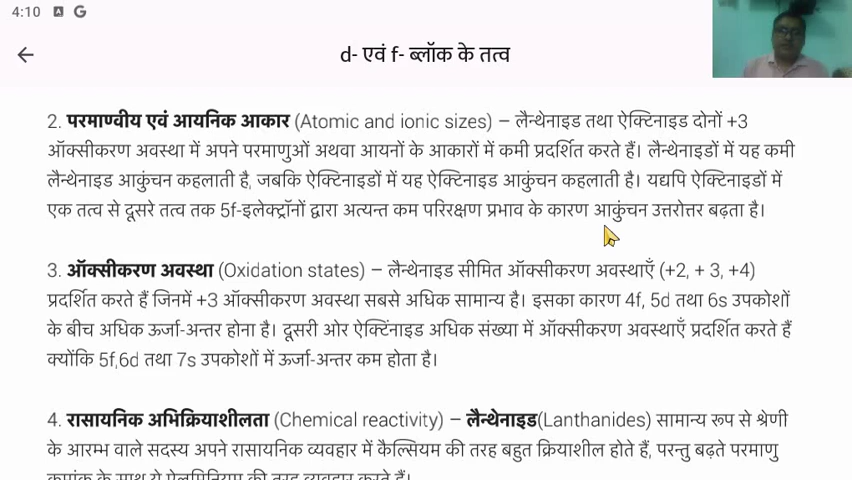 4:10
d- एवं f- ब्लॉक के तत्व
2. परमाण्वीय एवं आयनिक आकार (Atomic and ionic sizes) – लैन्थेनाइड तथा ऐक्टिनाइड दोनों +3
ऑक्सीकरण अवस्था में अपने परमाणुओं अथवा आयनों के आकारों में कमी प्रदर्शित करते हैं। लैन्थेनाइडों में यह कमी
लैन्थेनाइड आकुंचन कहलाती है, जबकि ऐक्टिनाइडों में यह ऐक्टिनाइड आकुंचन कहलाती है। यद्यपि ऐक्टिनाइडों में
एक तत्व से दूसरे तत्व तक 5f-इलेक्ट्रॉनों द्वारा अत्यन्त कम परिरक्षण प्रभाव के कारण आकुंचन उत्तरोत्तर बढ़ता है।
3. ऑक्सीकरण अवस्था (Oxidation states) – लैन्थेनाइड सीमित ऑक्सीकरण अवस्थाएँ (+2, + 3, +4)
प्रदर्शित करते हैं जिनमें +3 ऑक्सीकरण अवस्था सबसे अधिक सामान्य है। इसका कारण 4f, 5d तथा 6s उपकोशों
के बीच अधिक ऊर्जा-अन्तर होना है। दूसरी ओर ऐक्टिंनाइड अधिक संख्या में ऑक्सीकरण अवस्थाएँ प्रदर्शित करते हैं
क्योंकि 5f,6d तथा 7s उपकोशों में ऊर्जा-अन्तर कम होता है।
4. रासायनिक अभिक्रियाशीलता (Chemical reactivity) – लैन्थेनाइड(Lanthanides) सामान्य रूप से श्रेणी
के आरम्भ वाले सदस्य अपने रासायनिक व्यवहार में कैल्सियम की तरह बहुत क्रियाशील होते हैं, परन्तु बढ़ते परमाणु
क्रमांक के साथ ये ऐलुमिनियम की तरह व्यवहार करते हैं।